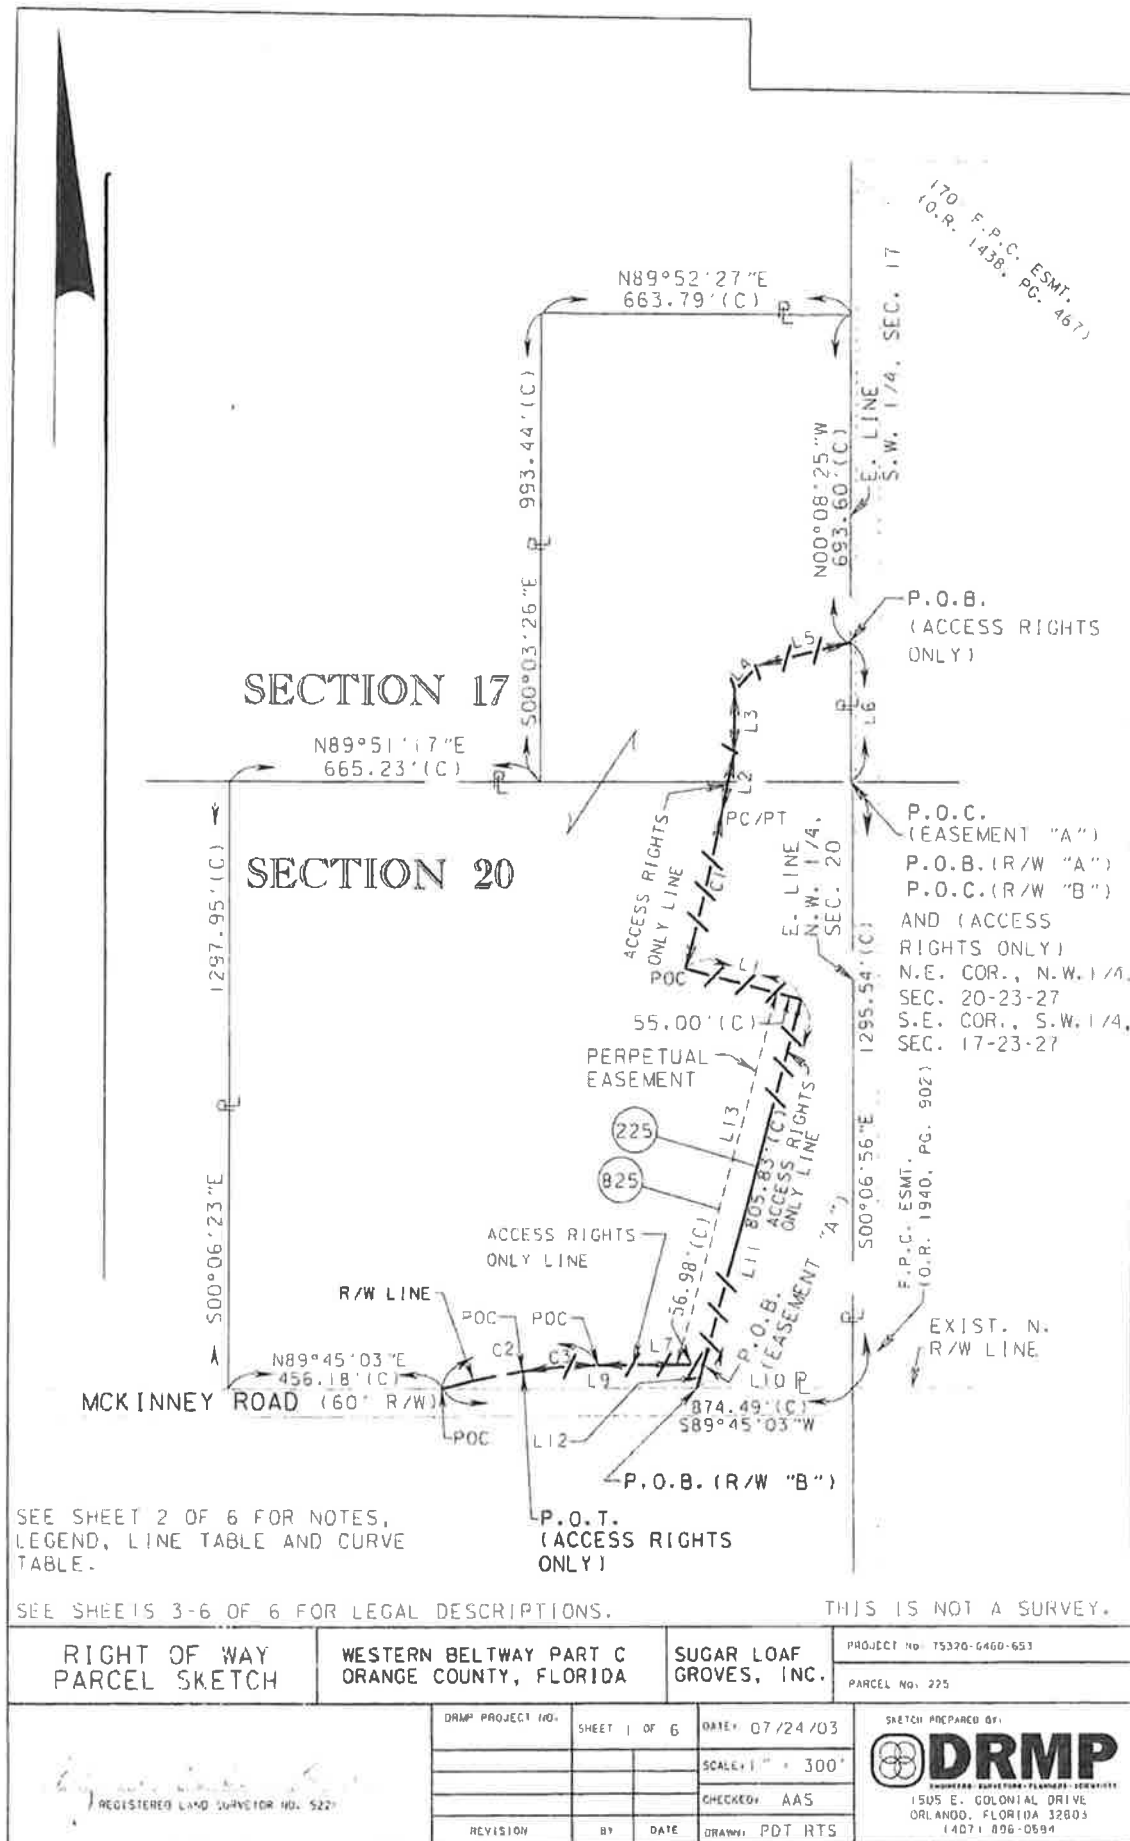 170' F.P.C. ESMT.
(O.R. 1438, PG. 467)
N89°52'27"E
663.79'(C)
E. LINE
S.W. 1/4, SEC. 17
993.44'(C)
S00°03'26"E
N00°08'25"W
693.60'(C)
P.O.B.
(ACCESS RIGHTS
ONLY)
L5
L4
L3
L6
L2
SECTION 17
N89°51'17"E
665.23'(C)
PC/PT
P.O.C.
(EASEMENT "A")
P.O.B.(R/W "A")
P.O.C.(R/W "B")
AND (ACCESS
RIGHTS ONLY)
N.E. COR., N.W.1/4,
SEC. 20-23-27
S.E. COR., S.W.1/4,
SEC. 17-23-27
SECTION 20
ACCESS RIGHTS
ONLY LINE
C1
E. LINE
N.W. 1/4,
SEC. 20
1297.95'(C)
S00°06'23"E
1295.54'(C)
S00°06'56"E
POC
L1
55.00'(C)
PERPETUAL
EASEMENT
225
825
L13
L11 805.83'(C)
ACCESS RIGHTS
ONLY LINE
56.98'(C)
P.O.B.
(EASEMENT "A")
F.P.C. ESMT.
(O.R. 1940, PG. 902)
ACCESS RIGHTS
ONLY LINE
R/W LINE
POC
POC
C2
C3
L7
L9
L10
EXIST. N.
R/W LINE
N89°45'03"E
456.18'(C)
MCKINNEY ROAD (60' R/W)
874.49'(C)
S89°45'03"W
POC
L12
P.O.B.(R/W "B")
P.O.T.
(ACCESS RIGHTS
ONLY)
SEE SHEET 2 OF 6 FOR NOTES,
LEGEND, LINE TABLE AND CURVE
TABLE.
SEE SHEETS 3-6 OF 6 FOR LEGAL DESCRIPTIONS.
THIS IS NOT A SURVEY.
RIGHT OF WAY
PARCEL SKETCH
WESTERN BELTWAY PART C
ORANGE COUNTY, FLORIDA
SUGAR LOAF
GROVES, INC.
PROJECT No: 75320-6460-653
PARCEL No: 225
REGISTERED LAND SURVEYOR NO. 522
DRMP PROJECT NO.
SHEET 1 OF 6
DATE: 07/24/03
SCALE: 1" = 300'
CHECKED: AAS
REVISION BY DATE
DRAWN: PDT RTS
SKETCH PREPARED BY:
DRMP
ENGINEERS-SURVEYORS-PLANNERS-SCIENTISTS
1505 E. COLONIAL DRIVE
ORLANDO, FLORIDA 32803
(407) 896-0594